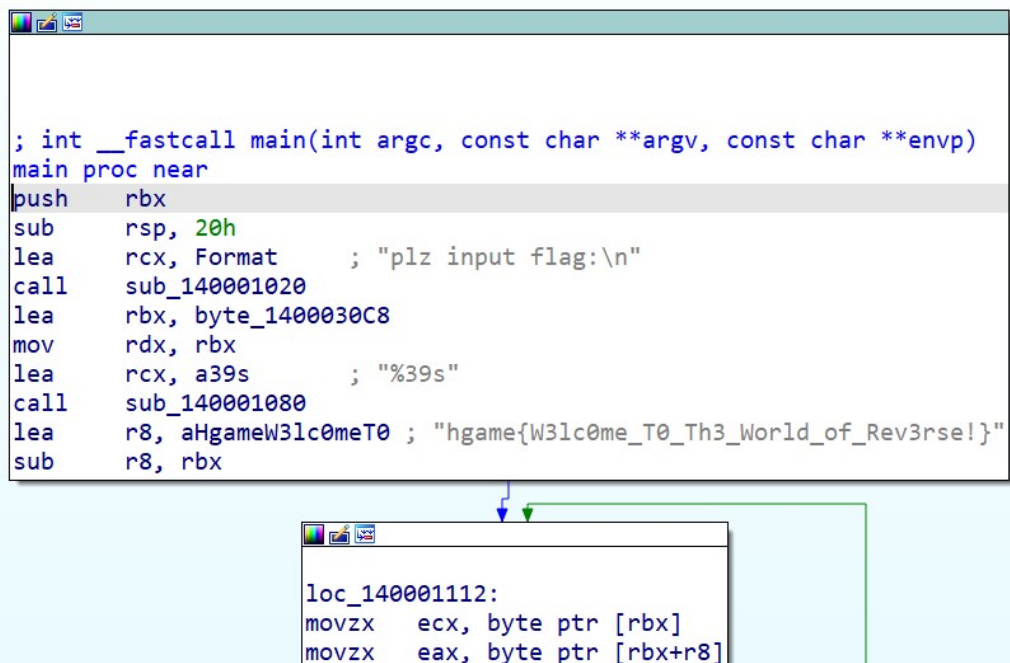 ; int __fastcall main(int argc, const char **argv, const char **envp)
main proc near
push rbx
sub rsp, 20h
lea rcx, Format ; "plz input flag:\n"
call sub_140001020
lea rbx, byte_1400030C8
mov rdx, rbx
lea rcx, a39s ; "%39s"
call sub_140001080
lea r8, aHgameW3lc0meT0 ; "hgame{W3lc0me_T0_Th3_World_of_Rev3rse!}"
sub r8, rbx
loc_140001112:
movzx ecx, byte ptr [rbx]
movzx eax, byte ptr [rbx+r8]